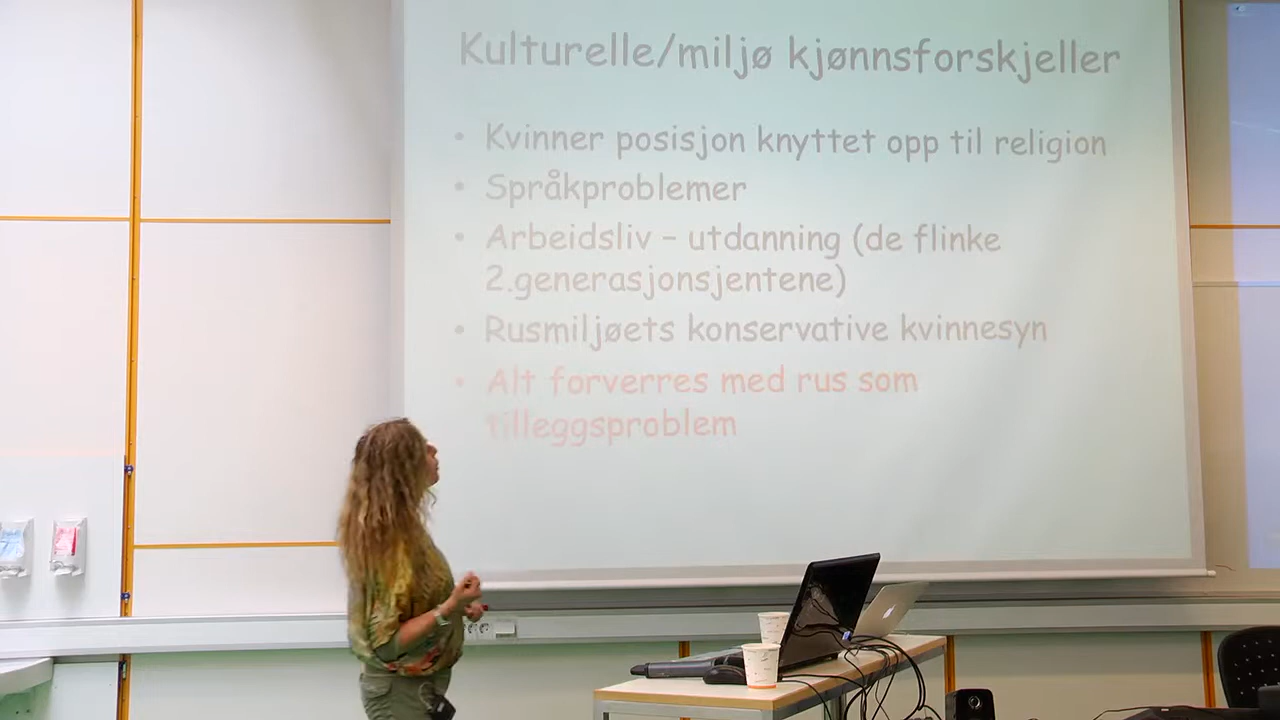 Kulturelle/miljø kjønnsforskjeller
• Kvinner posisjon knyttet opp til religion
• Språkproblemer
• Arbeidsliv – utdanning (de flinke
2.generasjonsjentene)
• Rusmiljøets konservative kvinnesyn
• Alt forverres med rus som
tilleggsproblem